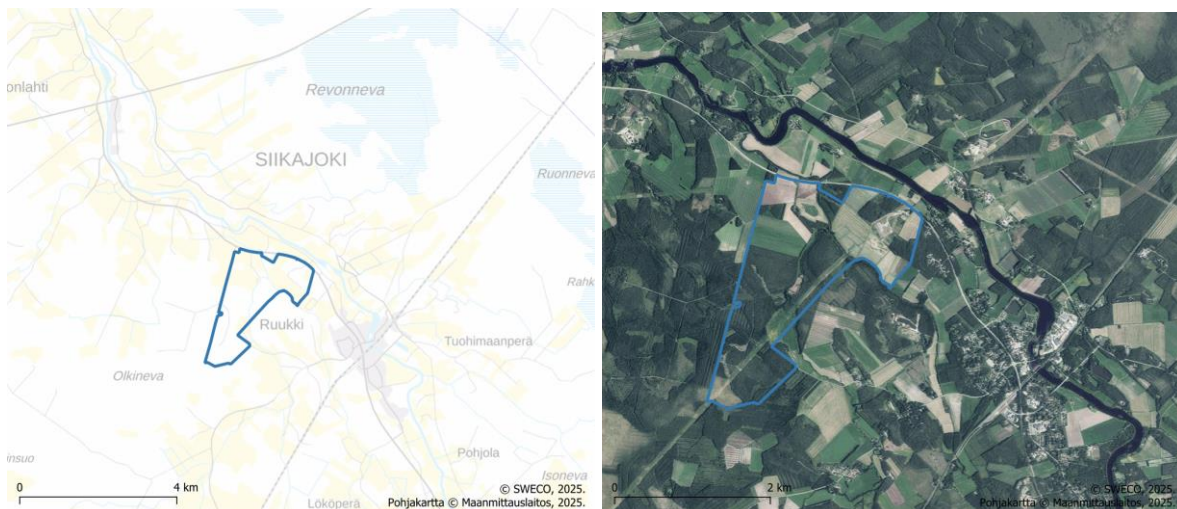 onlahti
Revonneva
SIIKAJOKI
Ruonneva
Rahk
Ruukki
Tuohimaanperä
Olkineva
Pohjola
insuo
Isoneva
Lököperä
0
4 km
© SWECO, 2025.
Pohjakartta © Maanmittauslaitos, 2025.
0
2 km
© SWECO, 2025.
Pohjakartta © Maanmittauslaitos, 2025.